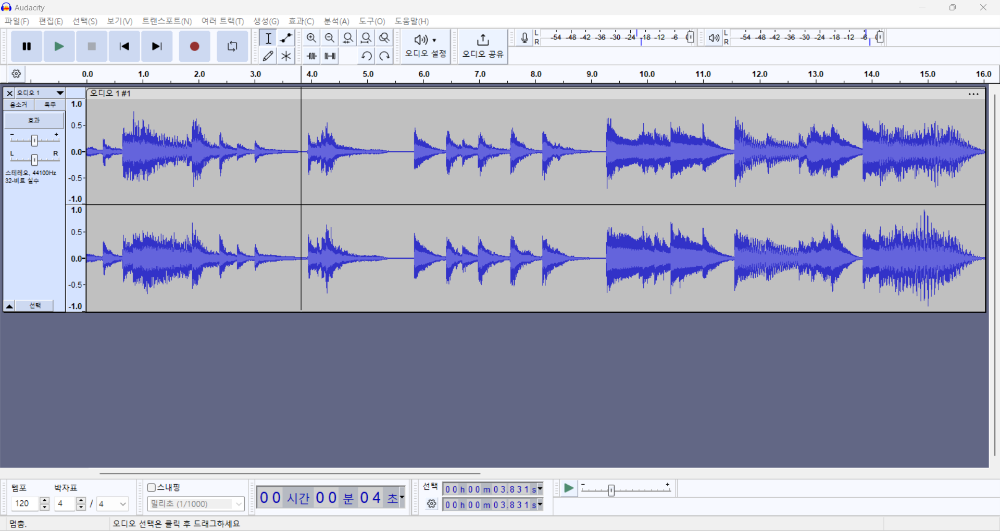 Audacity
파일(F) 편집(E) 선택(S) 보기(V) 트랜스포트(N) 여러 트랙(T) 생성(G) 효과(C) 분석(A) 도구(O) 도움말(H)
오디오 설정
오디오 공유
L
R
-54 -48 -42 -36 -30 -24 -18 -12 -6 0
L
R
-54 -48 -42 -36 -30 -24 -18 -12 -6 0
0.0 1.0 2.0 3.0 4.0 5.0 6.0 7.0 8.0 9.0 10.0 11.0 12.0 13.0 14.0 15.0 16.0
오디오 1
오디오 1 #1
음소거 독주
효과
- +
L R
스테레오, 44100Hz
32-비트 실수
선택
1.0
0.5-
0.0-
-0.5-
-1.0
1.0
0.5-
0.0-
-0.5-
-1.0
템포
120
박자표
4 / 4
스내핑
밀리초 (1/1000)
00 시간 00 분 04 초
선택
00h00m03.831s
00h00m03.831s
- +
멈춤.
오디오 선택은 클릭 후 드래그하세요